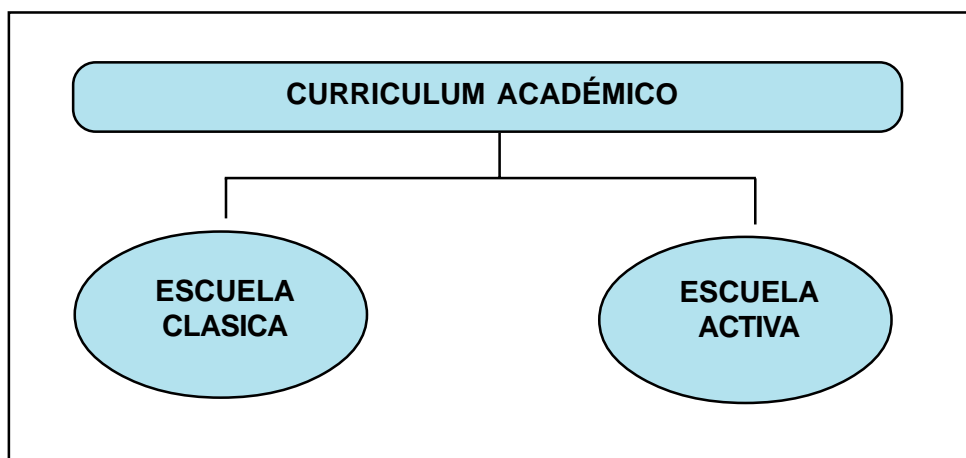 CURRICULUM ACADÉMICO
ESCUELA
CLASICA
ESCUELA
ACTIVA